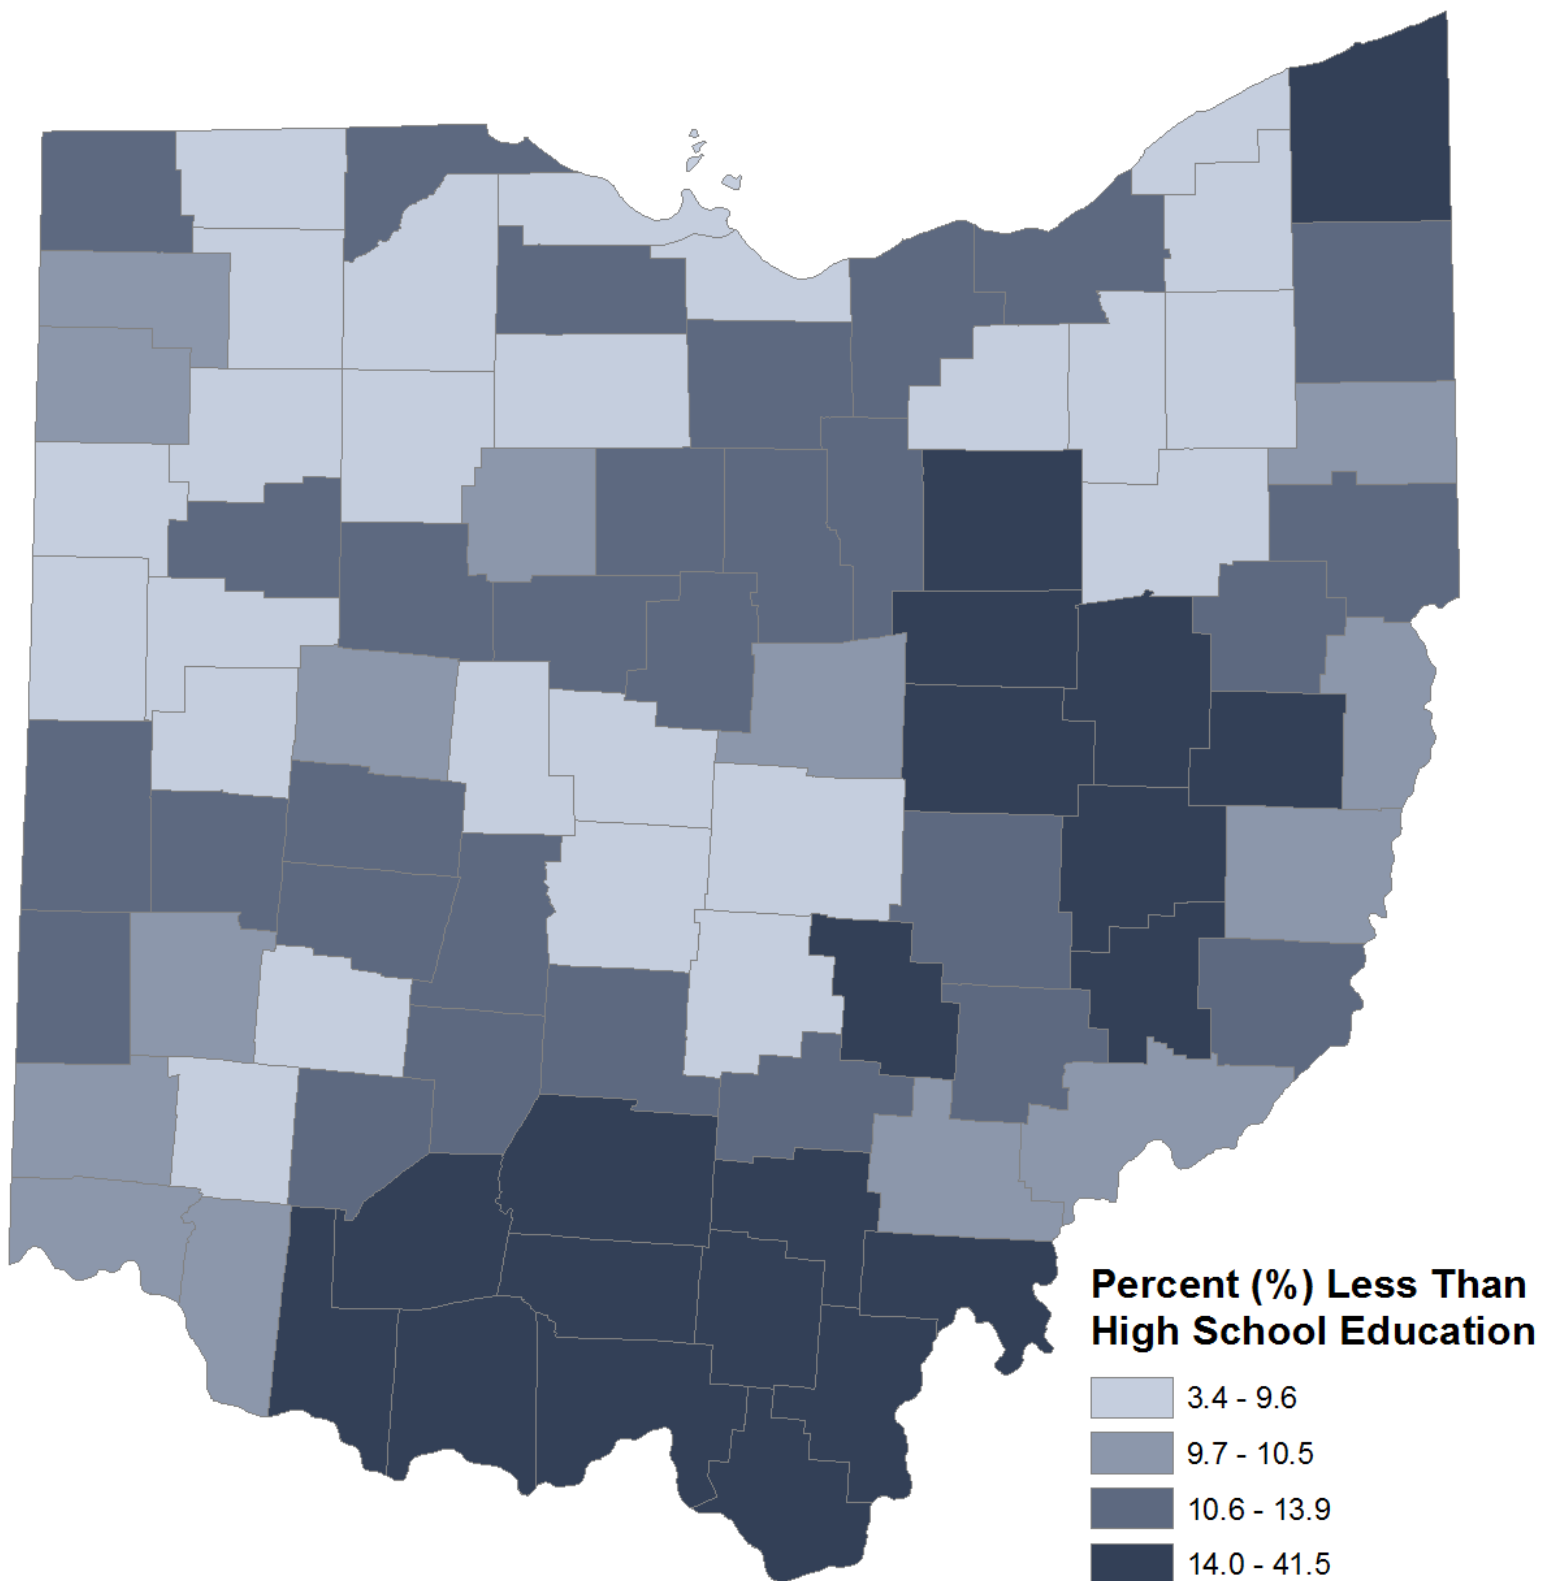 Percent (%) Less Than
High School Education
3.4 - 9.6
9.7 - 10.5
10.6 - 13.9
14.0 - 41.5